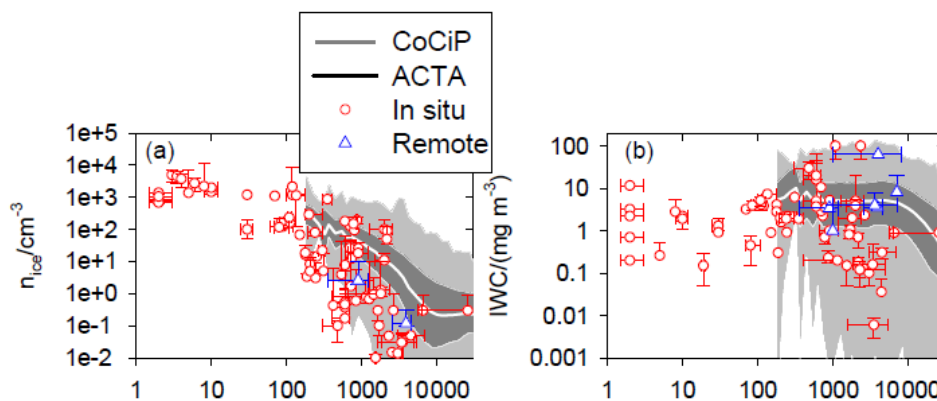 CoCiP
ACTA
In situ
Remote
1e+5
1e+4
1e+3
1e+2
1e+1
1e+0
1e-1
1e-2
n_ice/cm^-3
(a)
1 10 100 1000 10000
100
10
1
0.1
0.01
0.001
IWC/(mg m^-3)
(b)
1 10 100 1000 10000